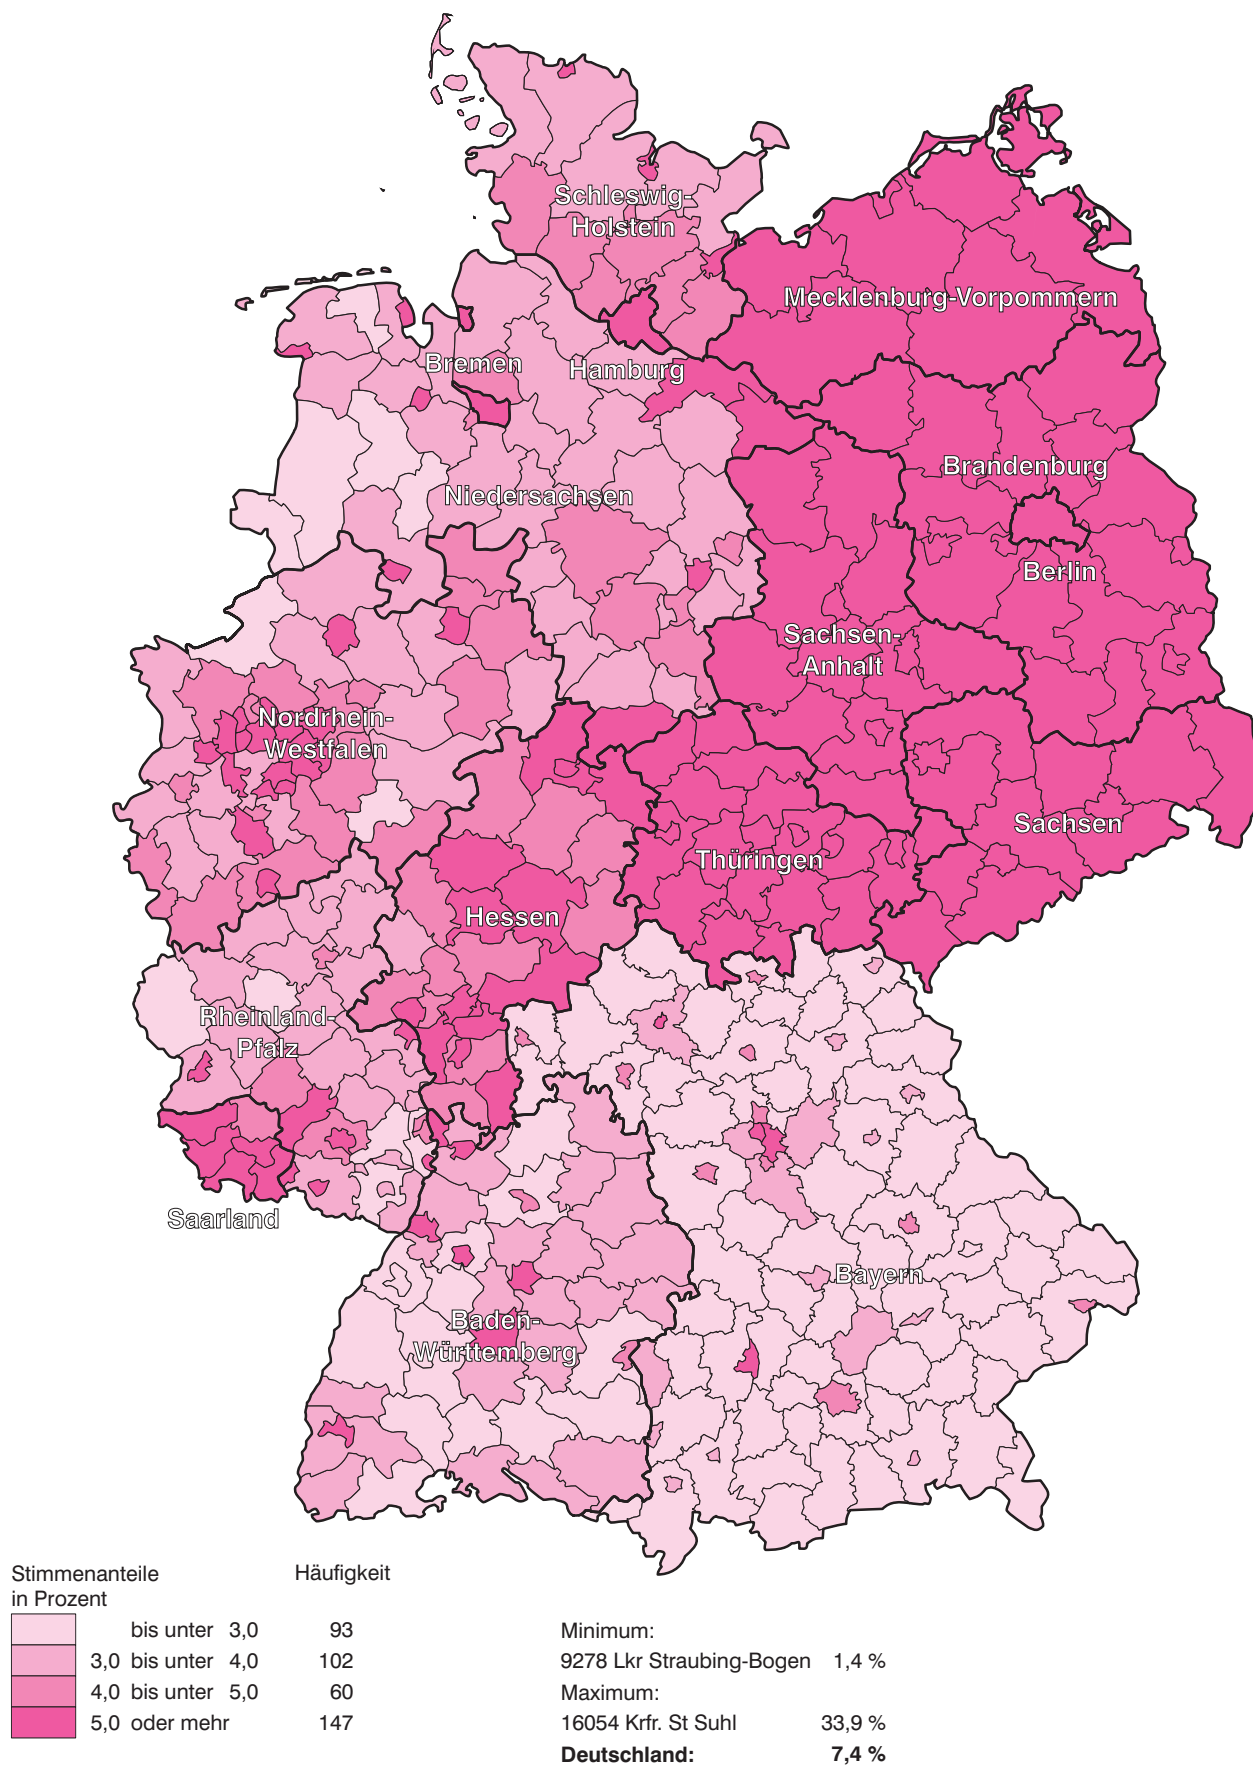 Schleswig-
Holstein
Mecklenburg-Vorpommern
Bremen
Hamburg
Brandenburg
Niedersachsen
Berlin
Sachsen-
Anhalt
Nordrhein-
Westfalen
Sachsen
Thüringen
Hessen
Rheinland-
Pfalz
Saarland
Bayern
Baden-
Württemberg
Stimmenanteile
in Prozent
Häufigkeit
bis unter 3,0 93
3,0 bis unter 4,0 102
4,0 bis unter 5,0 60
5,0 oder mehr 147
Minimum:
9278 Lkr Straubing-Bogen 1,4 %
Maximum:
16054 Krfr. St Suhl 33,9 %
Deutschland: 7,4 %